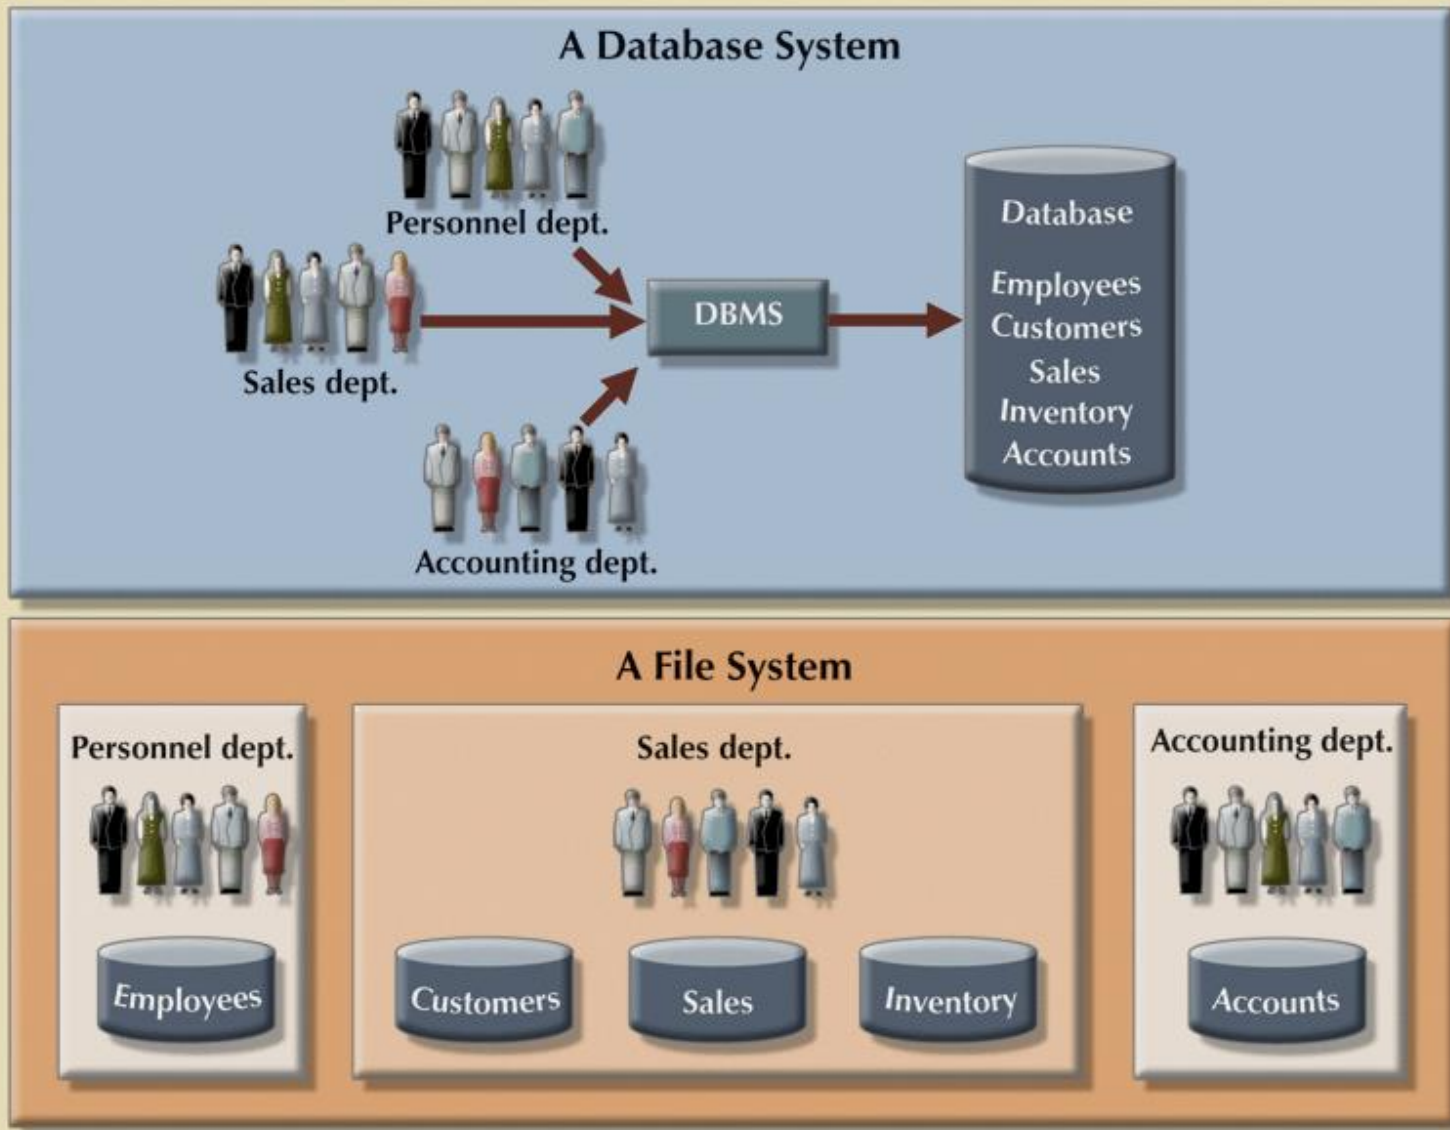 A Database System
Personnel dept.
Sales dept.
Accounting dept.
DBMS
Database
Employees
Customers
Sales
Inventory
Accounts
A File System
Personnel dept.
Employees
Sales dept.
Customers
Sales
Inventory
Accounting dept.
Accounts